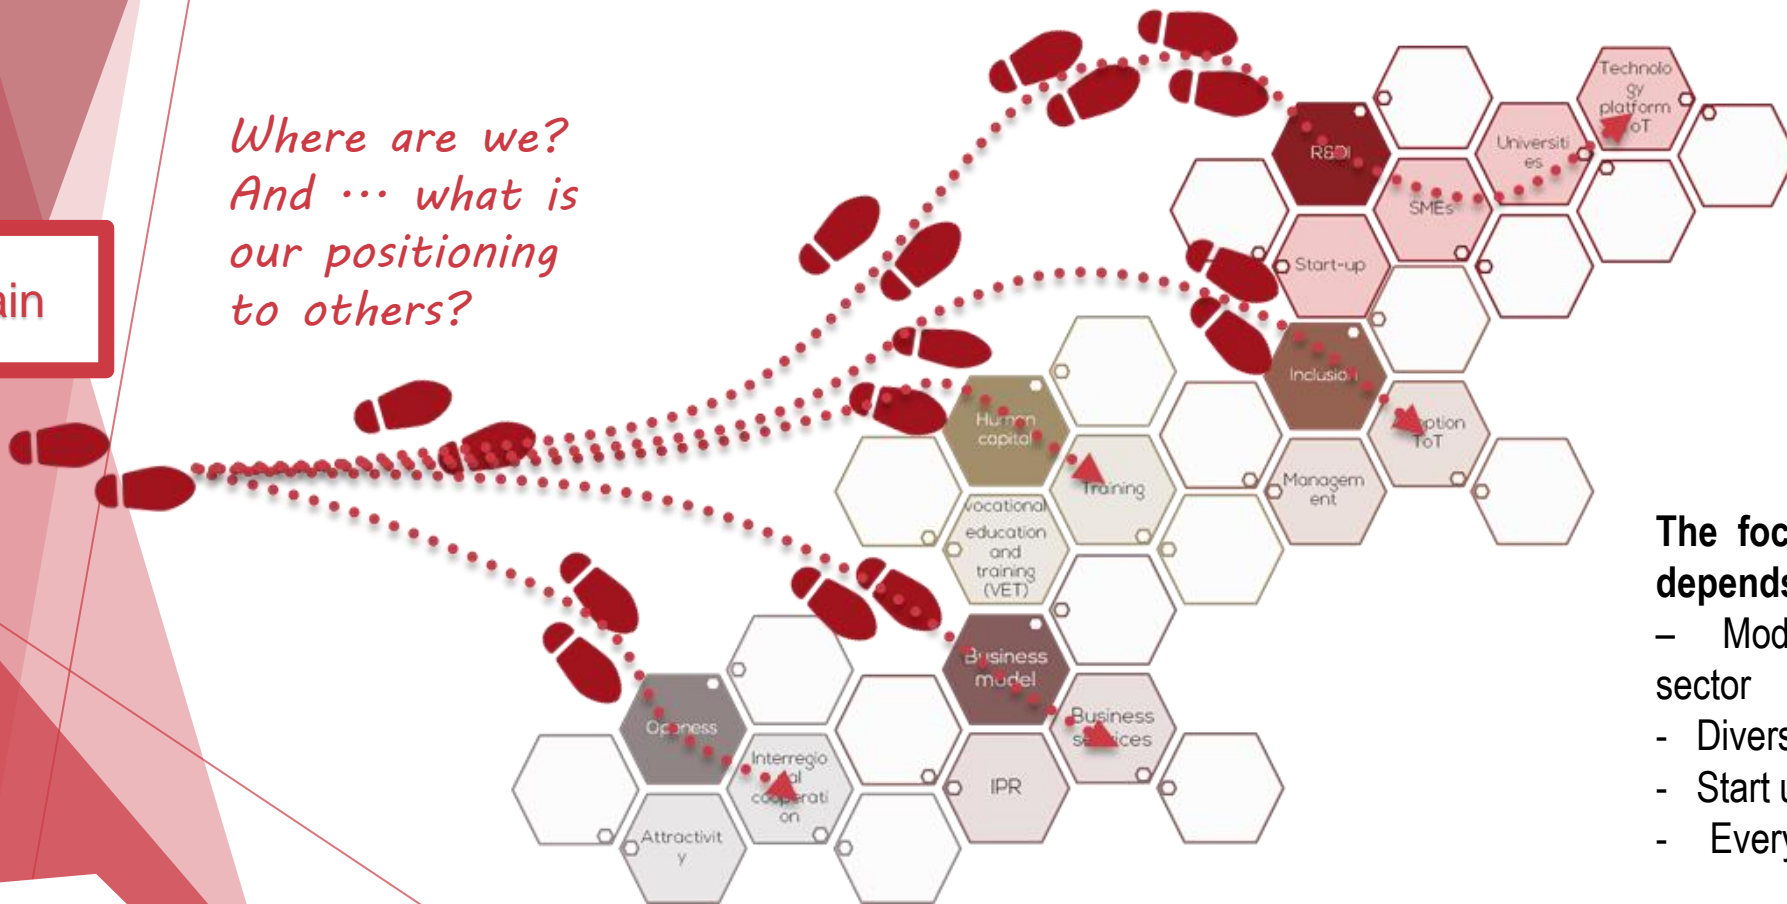 Where are we?
And ... what is
our positioning
to others?
ain
Technolo
gy
platform
R&DI
Universiti
es
SMEs
Start-up
Inclusion
ToT
Managem
ent
Human
capital
Training
vocational
education
and
training
(VET)
Business
model
Business
services
IPR
Openess
Interregio
cooperati
on
Attractivit
y
The foc
depends
– Mod
sector
- Divers
- Start u
- Every